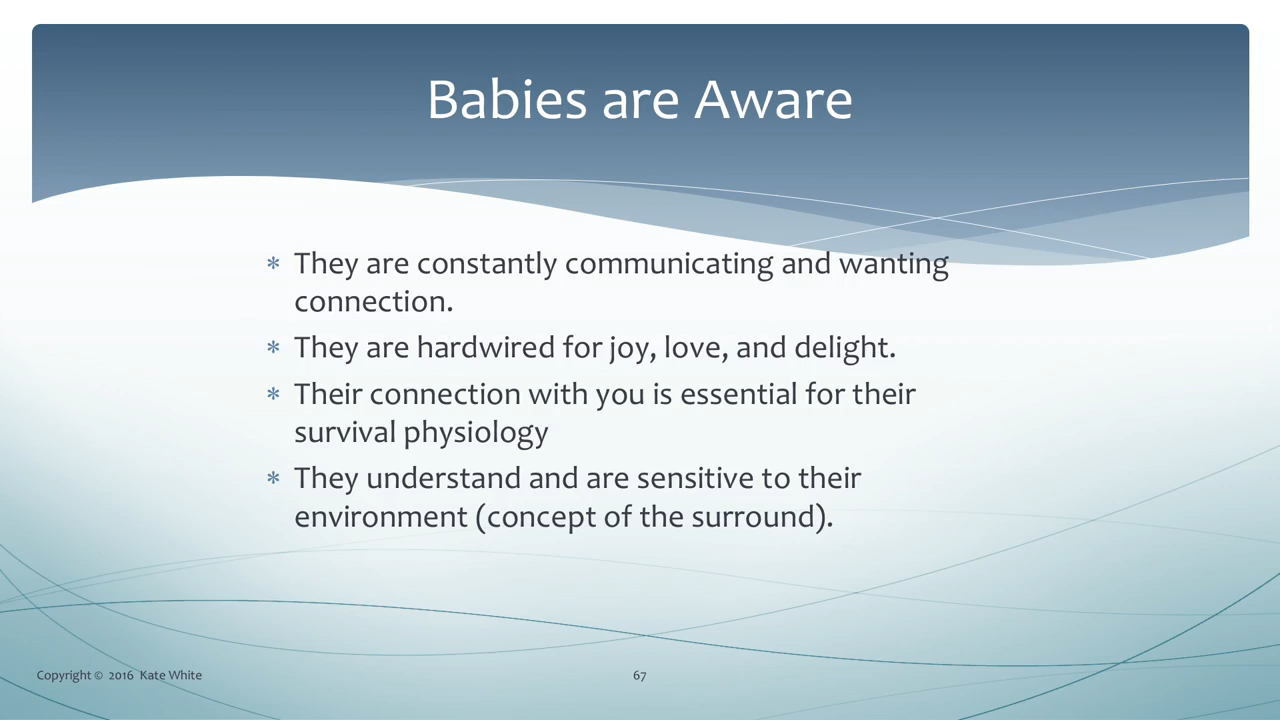 Babies are Aware
* They are constantly communicating and wanting
connection.
* They are hardwired for joy, love, and delight.
* Their connection with you is essential for their
survival physiology
* They understand and are sensitive to their
environment (concept of the surround).
Copyright © 2016 Kate White
67